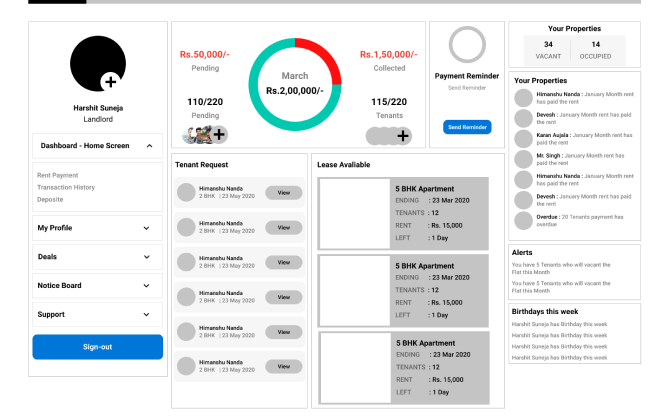 Harshit Suneja
Landlord
Dashboard - Home Screen
Rent Payment
Transaction History
Deposite
My Profile
Deals
Notice Board
Support
Sign-out
Rs.50,000/-
Pending
110/220
Pending
March
Rs.2,00,000/-
Rs.1,50,000/-
Collected
115/220
Tenants
Payment Reminder
Send Reminder
Send Reminder
Tenant Request
Himanshu Nanda
2 BHK | 23 May 2020
View
Himanshu Nanda
2 BHK | 23 May 2020
View
Himanshu Nanda
2 BHK | 23 May 2020
View
Himanshu Nanda
2 BHK | 23 May 2020
View
Himanshu Nanda
2 BHK | 23 May 2020
View
Himanshu Nanda
2 BHK | 23 May 2020
View
Lease Avaliable
5 BHK Apartment
ENDING : 23 Mar 2020
TENANTS : 12
RENT : Rs. 15,000
LEFT : 1 Day
5 BHK Apartment
ENDING : 23 Mar 2020
TENANTS : 12
RENT : Rs. 15,000
LEFT : 1 Day
5 BHK Apartment
ENDING : 23 Mar 2020
TENANTS : 12
RENT : Rs. 15,000
LEFT : 1 Day
Your Properties
34
VACANT
14
OCCUPIED
Your Properties
Himanshu Nanda : January Month rent
has paid the rent
Devesh : January Month rent has paid
the rent
Karan Aujala : January Month rent has
paid the rent
Mr. Singh : January Month rent has
paid the rent
Himanshu Nanda : January Month rent
has paid the rent
Devesh : January Month rent has paid
the rent
Overdue : 20 Tenants payment has
overdue
Alerts
You have 5 Tenants who will vacant the
Flat this Month
You have 3 Tenants who will vacant the
Flat this Month
Birthdays this week
Harshit Suneja has Birthday this week
Harshit Suneja has Birthday this week
Harshit Suneja has Birthday this week
Harshit Suneja has Birthday this week